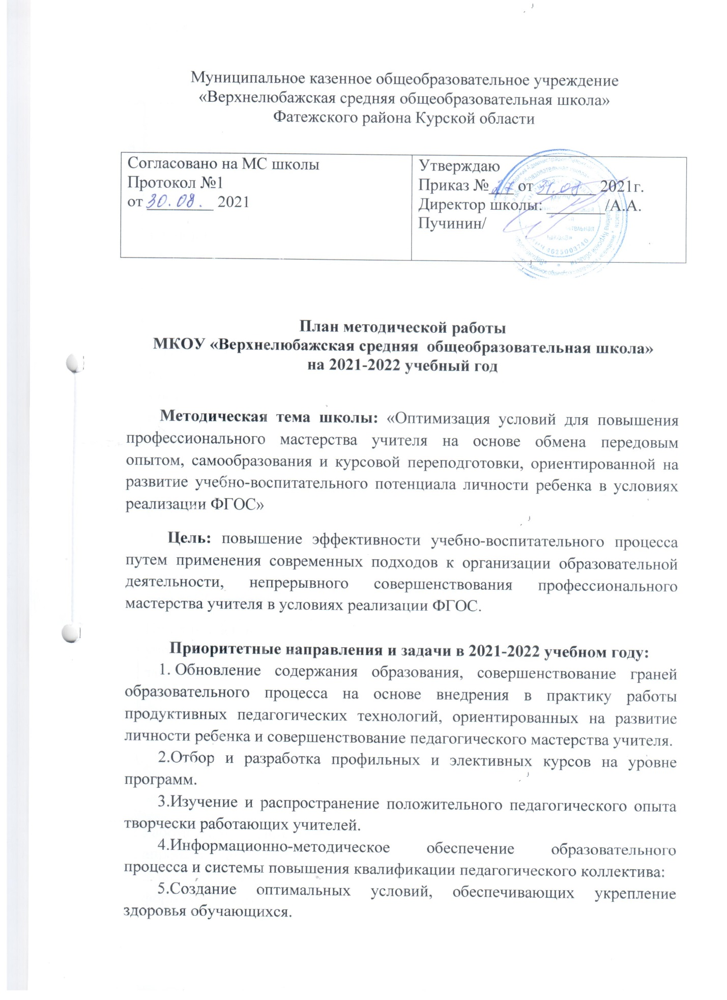 Муниципальное казенное общеобразовательное учреждение
«Верхнелюбажская средняя общеобразовательная школа»
Фатежского района Курской области
Согласовано на МС школы
Протокол №1
от 30.08. 2021
Утверждаю
Приказ № от 31.08 2021г.
Директор школы: ________/А.А.
Пучинин/
МКОУ
школа»
4625003740
План методической работы
МКОУ «Верхнелюбажская средняя общеобразовательная школа»
на 2021-2022 учебный год
Методическая тема школы: «Оптимизация условий для повышения
профессионального мастерства учителя на основе обмена передовым
опытом, самообразования и курсовой переподготовки, ориентированной на
развитие учебно-воспитательного потенциала личности ребенка в условиях
реализации ФГОС»
Цель: повышение эффективности учебно-воспитательного процесса
путем применения современных подходов к организации образовательной
деятельности, непрерывного совершенствования профессионального
мастерства учителя в условиях реализации ФГОС.
Приоритетные направления и задачи в 2021-2022 учебном году:
1. Обновление содержания образования, совершенствование граней
образовательного процесса на основе внедрения в практику работы
продуктивных педагогических технологий, ориентированных на развитие
личности ребенка и совершенствование педагогического мастерства учителя.
2.Отбор и разработка профильных и элективных курсов на уровне
программ.
3.Изучение и распространение положительного педагогического опыта
творчески работающих учителей.
4.Информационно-методическое обеспечение образовательного
процесса и системы повышения квалификации педагогического коллектива:
5.Создание оптимальных условий, обеспечивающих укрепление
здоровья обучающихся.